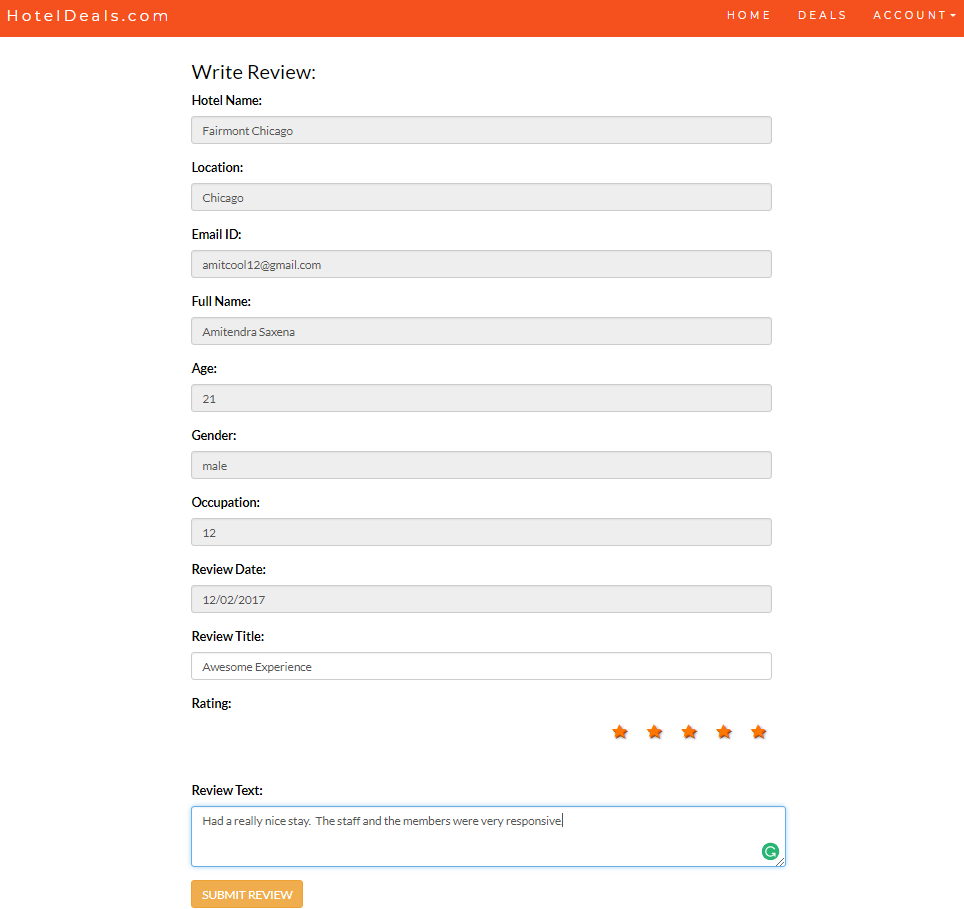 HotelDeals.com HOME DEALS ACCOUNT
Write Review:
Hotel Name:
Fairmont Chicago
Location:
Chicago
Email ID:
amitcool12@gmail.com
Full Name:
Amitendra Saxena
Age:
21
Gender:
male
Occupation:
12
Review Date:
12/02/2017
Review Title:
Awesome Experience
Rating:
Review Text:
Had a really nice stay. The staff and the members were very responsive
SUBMIT REVIEW